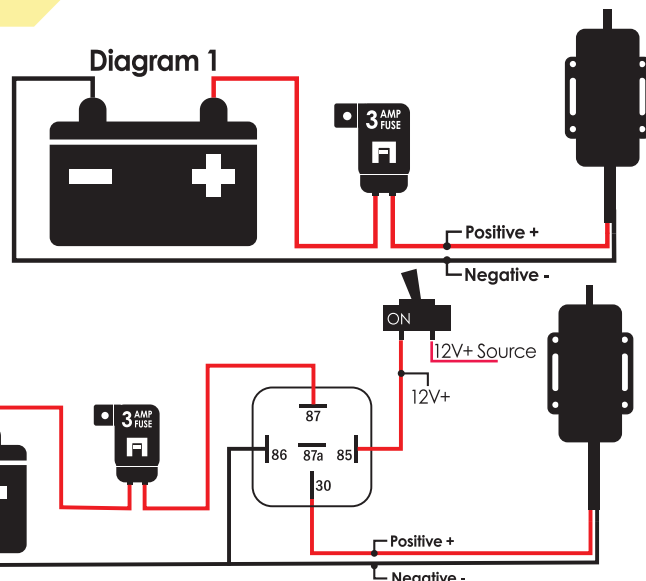 Diagram 1
3 AMP FUSE
Positive +
Negative -
ON
12V+ Source
12V+
3 AMP FUSE
87
86 87a 85
30
Positive +
Negative -